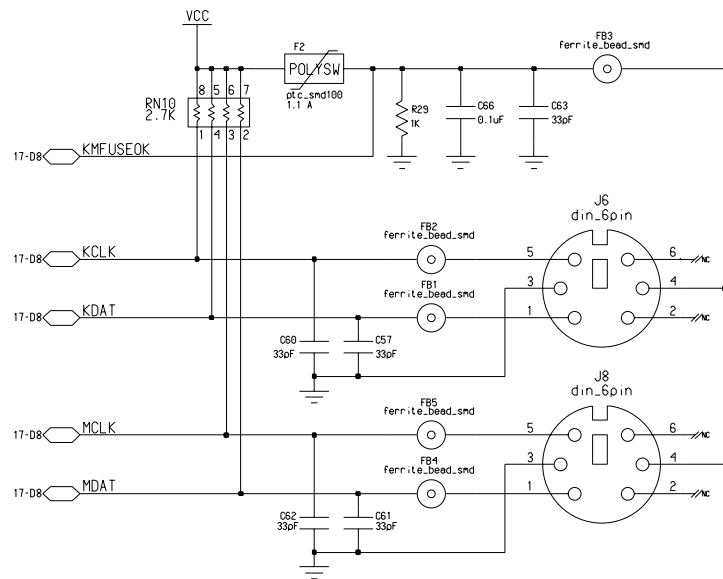 VCC
F2
POLYSW
ptc_smd100
1.1 A
FB3
ferrite_bead_smd
8 5 6 7
RN10
2.7K
1 4 3 2
R29
1K
C66
0.1uF
C63
33pF
17-D8 KMFUSEOK
J6
din_6pin
17-D8 KCLK
FB2
ferrite_bead_smd
5
6
NC
3
4
17-D8 KDAT
FB1
ferrite_bead_smd
1
2
NC
C60
33pF
C57
33pF
J8
din_6pin
17-D8 MCLK
FB5
ferrite_bead_smd
5
6
NC
3
4
17-D8 MDAT
FB4
ferrite_bead_smd
1
2
NC
C62
33pF
C61
33pF